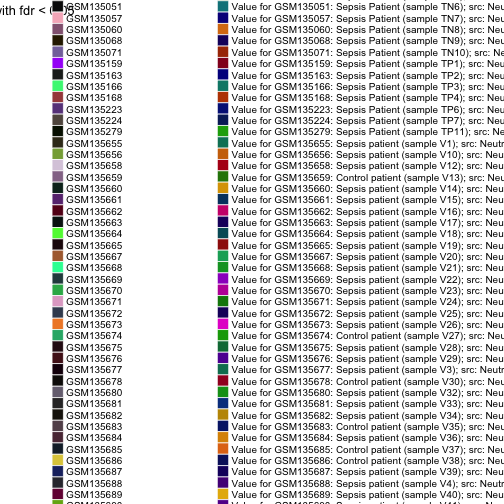 with fdr <
GSM135051 Value for GSM135051: Sepsis Patient (sample TN6); src: Neu
GSM135057 Value for GSM135057: Sepsis Patient (sample TN7); src: Neu
GSM135060 Value for GSM135060: Sepsis Patient (sample TN8); src: Neu
GSM135068 Value for GSM135068: Sepsis Patient (sample TN9); src: Neu
GSM135071 Value for GSM135071: Sepsis Patient (sample TN10); src: Ne
GSM135159 Value for GSM135159: Sepsis Patient (sample TP1); src: Neu
GSM135163 Value for GSM135163: Sepsis Patient (sample TP2); src: Neu
GSM135166 Value for GSM135166: Sepsis Patient (sample TP3); src: Neu
GSM135168 Value for GSM135168: Sepsis Patient (sample TP4); src: Neu
GSM135223 Value for GSM135223: Sepsis Patient (sample TP6); src: Neu
GSM135224 Value for GSM135224: Sepsis Patient (sample TP7); src: Neu
GSM135279 Value for GSM135279: Sepsis Patient (sample TP11); src: Ne
GSM135655 Value for GSM135655: Sepsis patient (sample V1); src: Neutr
GSM135656 Value for GSM135656: Sepsis patient (sample V10); src: Neu
GSM135658 Value for GSM135658: Sepsis patient (sample V12); src: Neu
GSM135659 Value for GSM135659: Control patient (sample V13); src: Neu
GSM135660 Value for GSM135660: Sepsis patient (sample V14); src: Neu
GSM135661 Value for GSM135661: Sepsis patient (sample V15); src: Neu
GSM135662 Value for GSM135662: Sepsis patient (sample V16); src: Neu
GSM135663 Value for GSM135663: Sepsis patient (sample V17); src: Neu
GSM135664 Value for GSM135664: Sepsis patient (sample V18); src: Neu
GSM135665 Value for GSM135665: Sepsis patient (sample V19); src: Neu
GSM135667 Value for GSM135667: Sepsis patient (sample V20); src: Neu
GSM135668 Value for GSM135668: Sepsis patient (sample V21); src: Neu
GSM135669 Value for GSM135669: Sepsis patient (sample V22); src: Neu
GSM135670 Value for GSM135670: Sepsis patient (sample V23); src: Neu
GSM135671 Value for GSM135671: Sepsis patient (sample V24); src: Neu
GSM135672 Value for GSM135672: Sepsis patient (sample V25); src: Neu
GSM135673 Value for GSM135673: Sepsis patient (sample V26); src: Neu
GSM135674 Value for GSM135674: Control patient (sample V27); src: Neu
GSM135675 Value for GSM135675: Sepsis patient (sample V28); src: Neu
GSM135676 Value for GSM135676: Sepsis patient (sample V29); src: Neu
GSM135677 Value for GSM135677: Sepsis patient (sample V3); src: Neutr
GSM135678 Value for GSM135678: Control patient (sample V30); src: Neu
GSM135680 Value for GSM135680: Sepsis patient (sample V32); src: Neu
GSM135681 Value for GSM135681: Sepsis patient (sample V33); src: Neu
GSM135682 Value for GSM135682: Sepsis patient (sample V34); src: Neu
GSM135683 Value for GSM135683: Control patient (sample V35); src: Neu
GSM135684 Value for GSM135684: Sepsis patient (sample V36); src: Neu
GSM135685 Value for GSM135685: Control patient (sample V37); src: Neu
GSM135686 Value for GSM135686: Control patient (sample V38); src: Neu
GSM135687 Value for GSM135687: Sepsis patient (sample V39); src: Neu
GSM135688 Value for GSM135688: Sepsis patient (sample V4); src: Neutr
GSM135689 Value for GSM135689: Sepsis patient (sample V40); src: Neu